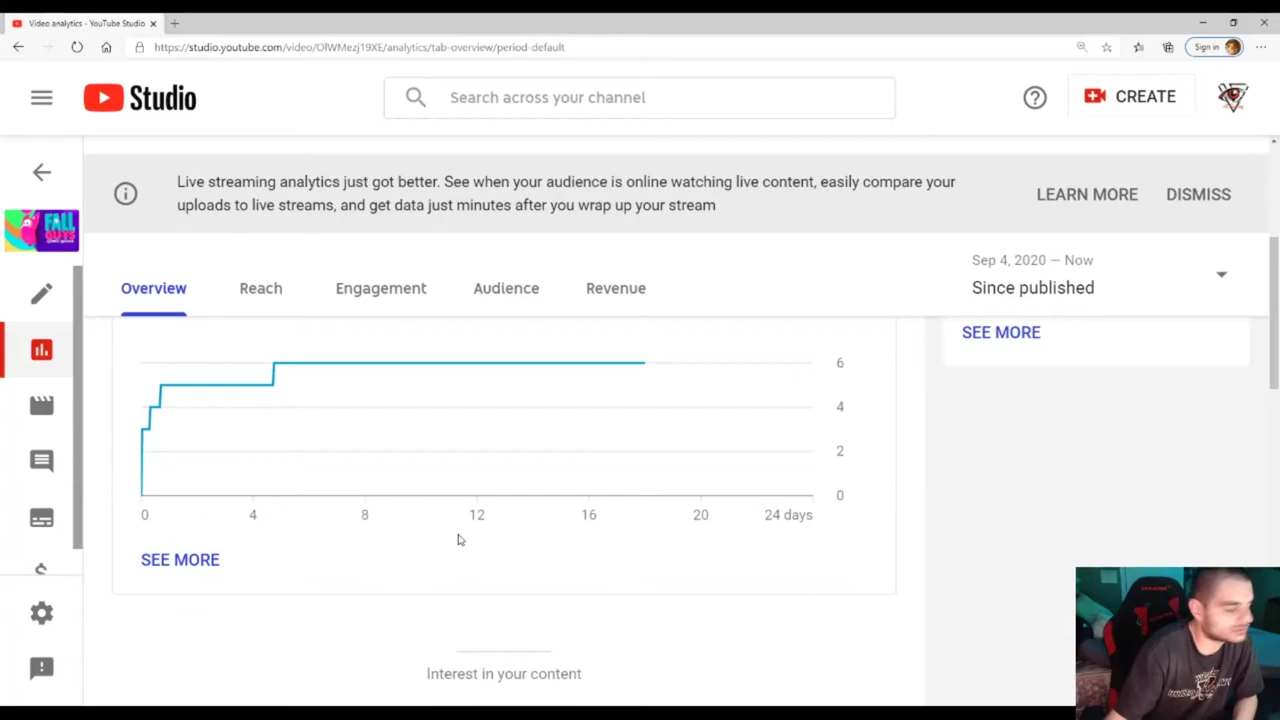 Video analytics - YouTube Studio
https://studio.youtube.com/video/OlWMezj19XE/analytics/tab-overview/period-default
Sign in
Studio
Search across your channel
CREATE
Live streaming analytics just got better. See when your audience is online watching live content, easily compare your
uploads to live streams, and get data just minutes after you wrap up your stream
LEARN MORE
DISMISS
FALL
GUYS
Overview
Reach
Engagement
Audience
Revenue
Sep 4, 2020 – Now
Since published
SEE MORE
6
4
2
0
0 4 8 12 16 20 24 days
SEE MORE
Interest in your content